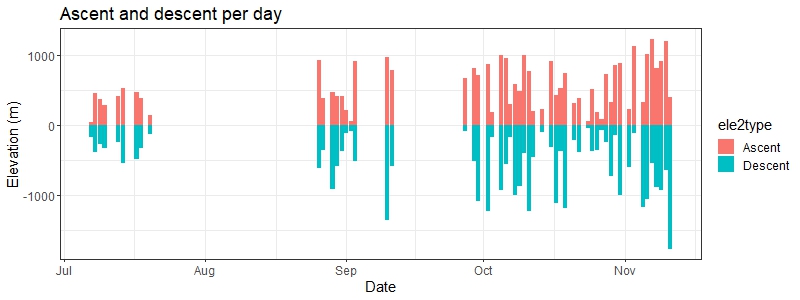 Ascent and descent per day
Elevation (m)
1000
0
-1000
Jul Aug Sep Oct Nov
Date
ele2type
Ascent
Descent